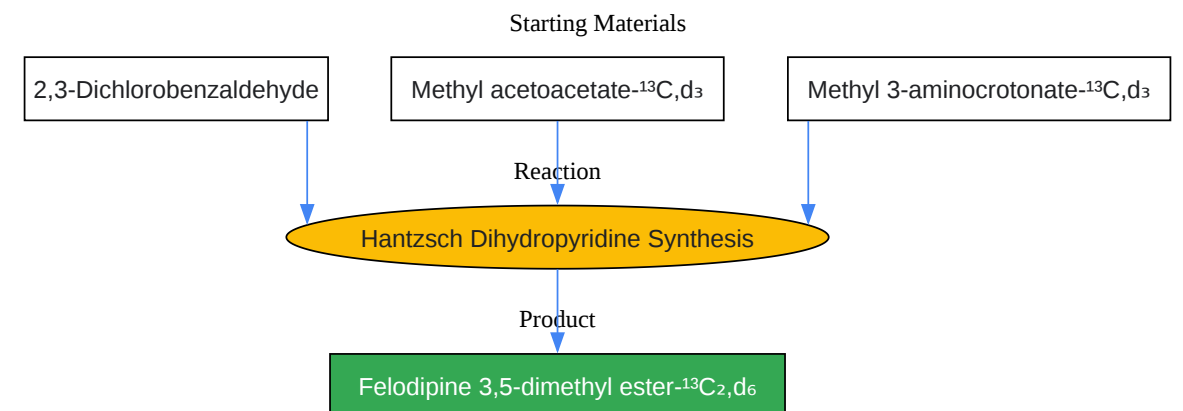 Starting Materials
2,3-Dichlorobenzaldehyde
Methyl acetoacetate-¹³C,d₃
Methyl 3-aminocrotonate-¹³C,d₃
Reaction
Hantzsch Dihydropyridine Synthesis
Product
Felodipine 3,5-dimethyl ester-¹³C₂,d₆